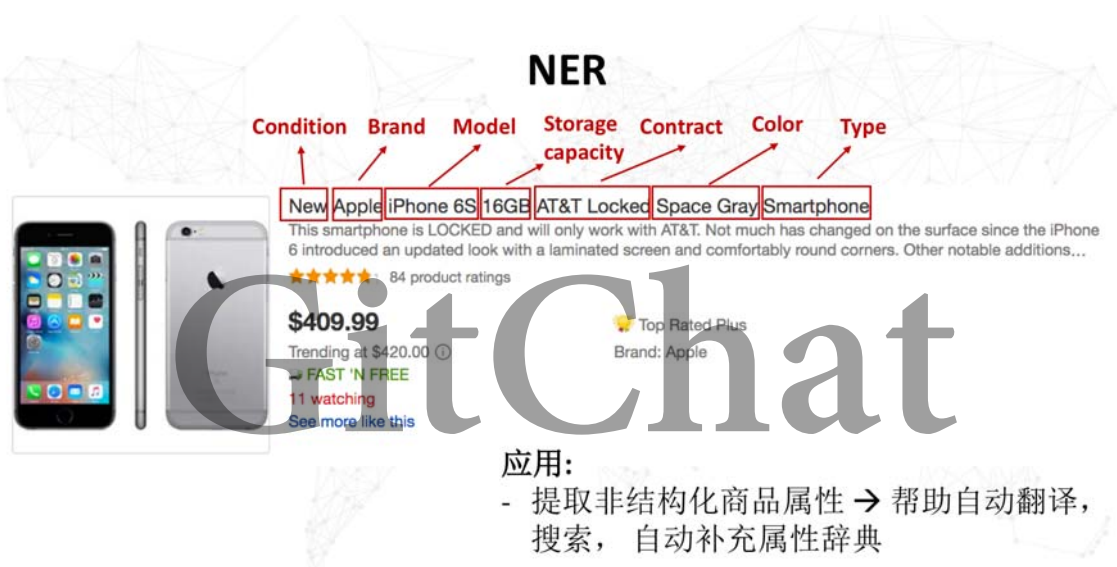 NER
Condition Brand Model Storage capacity Contract Color Type
New Apple iPhone 6S 16GB AT&T Locked Space Gray Smartphone
This smartphone is LOCKED and will only work with AT&T. Not much has changed on the surface since the iPhone
6 introduced an updated look with a laminated screen and comfortably round corners. Other notable additions...
84 product ratings
$409.99
Top Rated Plus
Trending at $420.00
Brand: Apple
FAST 'N FREE
11 watching
See more like this
GitChat
应用:
- 提取非结构化商品属性 → 帮助自动翻译，
搜索， 自动补充属性辞典